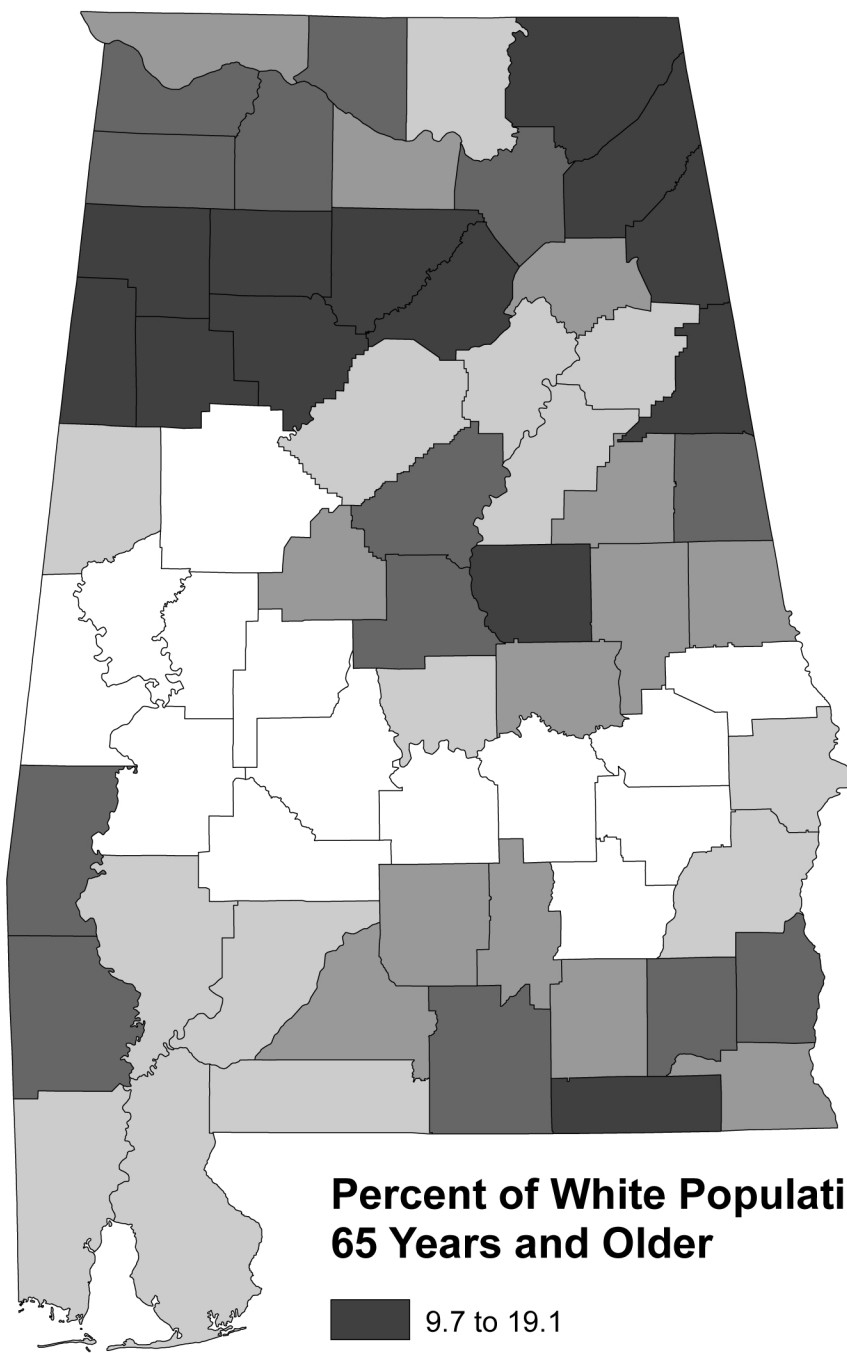 Percent of White Populati
65 Years and Older
9.7 to 19.1